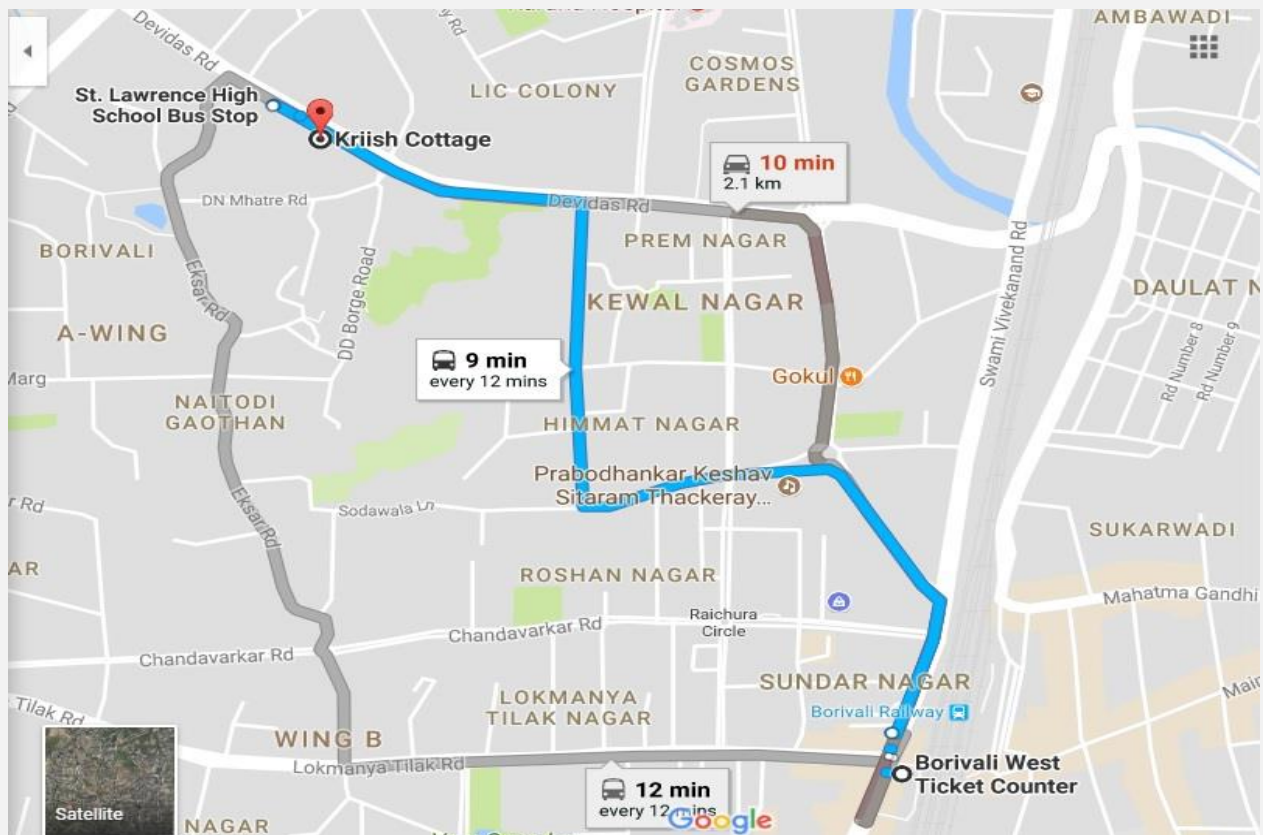 AMBAWADI
Devidas Rd
COSMOS
GARDENS
LIC COLONY
St. Lawrence High
School Bus Stop
Kriish Cottage
10 min
2.1 km
DN Mhatre Rd
Devidas Rd
PREM NAGAR
BORIVALI
Eksar Rd
DD Borge Road
Swami Vivekanand Rd
KEWAL NAGAR
DAULAT N
A-WING
9 min
every 12 mins
Rd Number 8
Rd Number 9
Marg
Gokul
NAITODI
GAOTHAN
HIMMAT NAGAR
Prabodhankar Keshav
Sitaram Thackeray...
Eksar Rd
Sodawala Ln
r Rd
SUKARWADI
AR
ROSHAN NAGAR
Mahatma Gandhi
Raichura
Circle
Chandavarkar Rd
Chandavarkar Rd
SUNDAR NAGAR
LOKMANYA
TILAK NAGAR
Main
Borivali Railway
Tilak Rd
WING B
Lokmanya Tilak Rd
Borivali West
Ticket Counter
12 min
every 12 mins
Satellite
Google
NAGAR